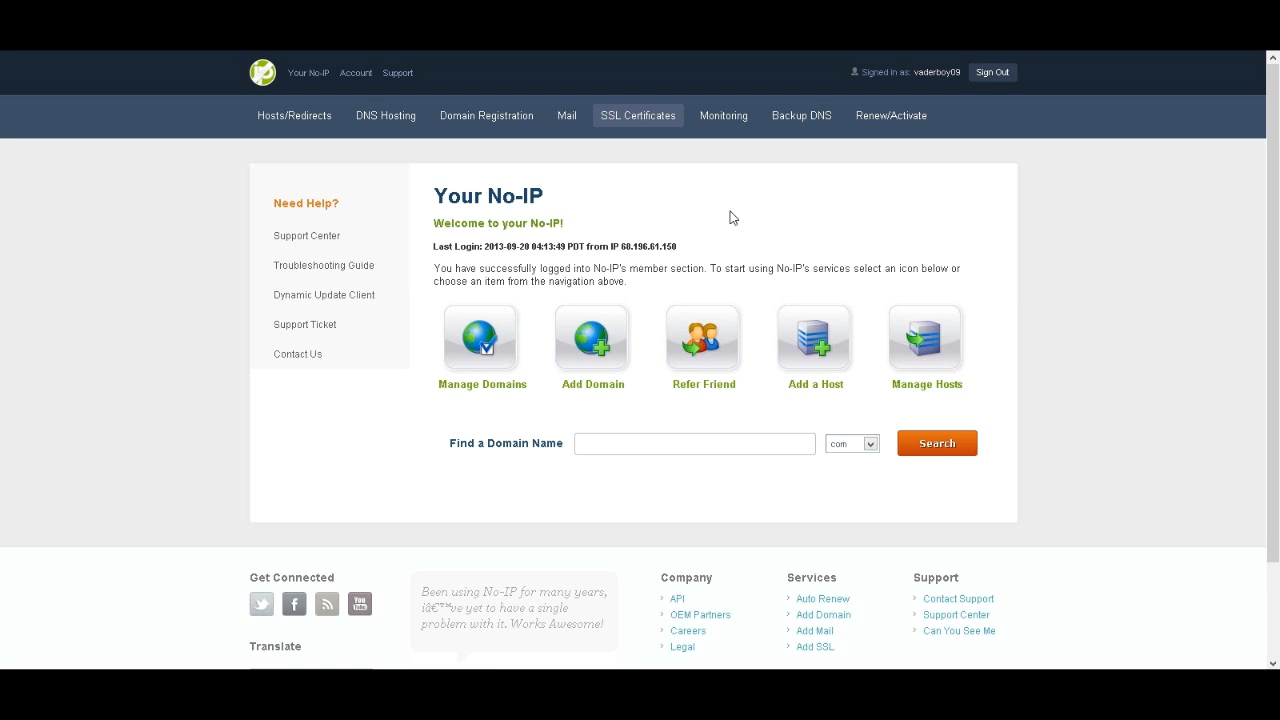 Your No-IP Account Support
Signed in as: vaderboy09 Sign Out
Hosts/Redirects DNS Hosting Domain Registration Mail SSL Certificates Monitoring Backup DNS Renew/Activate
Need Help?
Support Center
Troubleshooting Guide
Dynamic Update Client
Support Ticket
Contact Us
Your No-IP
Welcome to your No-IP!
Last Login: 2013-09-20 04:13:49 PDT from IP 68.196.61.150
You have successfully logged into No-IP's member section. To start using No-IP's services select an icon below or
choose an item from the navigation above.
Manage Domains Add Domain Refer Friend Add a Host Manage Hosts
Find a Domain Name com Search
Get Connected
You
Tube
Translate
Been using No-IP for many years,
iâ€™ve yet to have a single
problem with it. Works Awesome!
Company
API
OEM Partners
Careers
Legal
Services
Auto Renew
Add Domain
Add Mail
Add SSL
Support
Contact Support
Support Center
Can You See Me